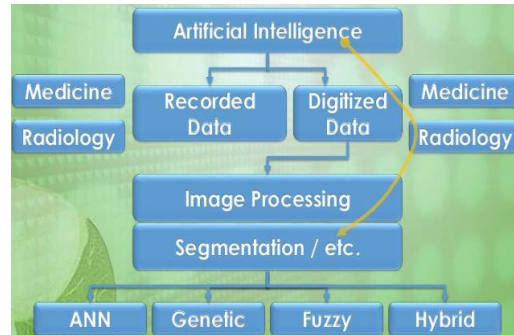 Artificial Intelligence
Medicine
Radiology
Recorded
Data
Digitized
Data
Medicine
Radiology
Image Processing
Segmentation / etc.
ANN
Genetic
Fuzzy
Hybrid